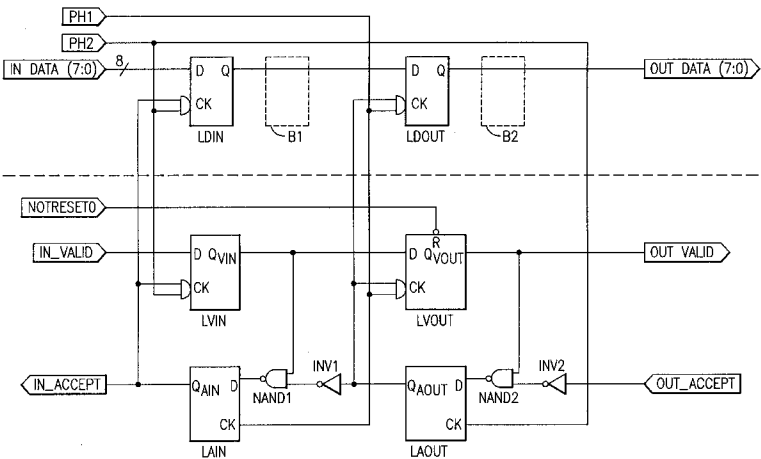 PH1
PH2
IN DATA (7:0)
8
D Q
CK
LDIN
B1
D Q
CK
LDOUT
B2
OUT DATA (7:0)
NOTRESET0
IN_VALID
D QVIN
CK
LVIN
R
D QVOUT
CK
LVOUT
OUT VALID
IN_ACCEPT
QAIN D
CK
LAIN
NAND1
INV1
QAOUT D
CK
LAOUT
NAND2
INV2
OUT_ACCEPT